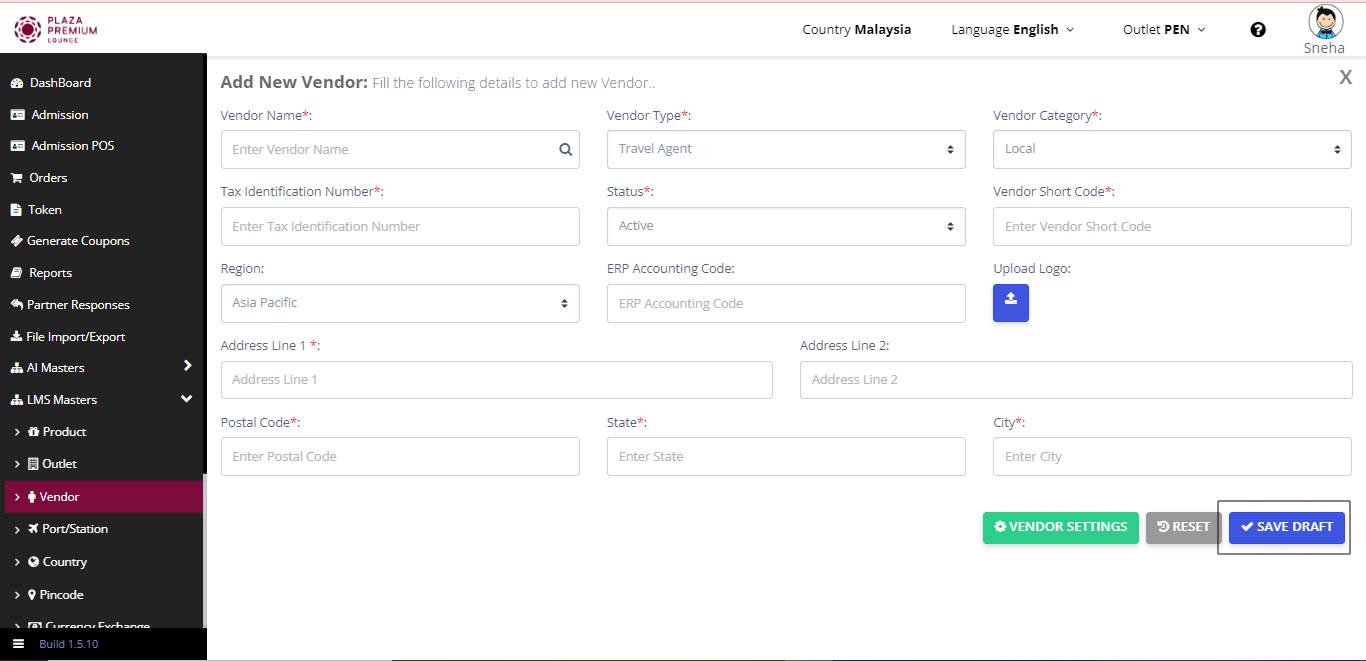 PLAZA
PREMIUM
LOUNGE
Country Malaysia
Language English
Outlet PEN
Sneha
DashBoard
Admission
Admission POS
Orders
Token
Generate Coupons
Reports
Partner Responses
File Import/Export
AI Masters
LMS Masters
Product
Outlet
Vendor
Port/Station
Country
Pincode
Currency Exchange
Build 1.5.10
Add New Vendor: Fill the following details to add new Vendor..
X
Vendor Name*:
Vendor Type*:
Vendor Category*:
Enter Vendor Name
Travel Agent
Local
Tax Identification Number*:
Status*:
Vendor Short Code*:
Enter Tax Identification Number
Active
Enter Vendor Short Code
Region:
ERP Accounting Code:
Upload Logo:
Asia Pacific
ERP Accounting Code
Address Line 1 *:
Address Line 2:
Address Line 1
Address Line 2
Postal Code*:
State*:
City*:
Enter Postal Code
Enter State
Enter City
VENDOR SETTINGS
RESET
SAVE DRAFT